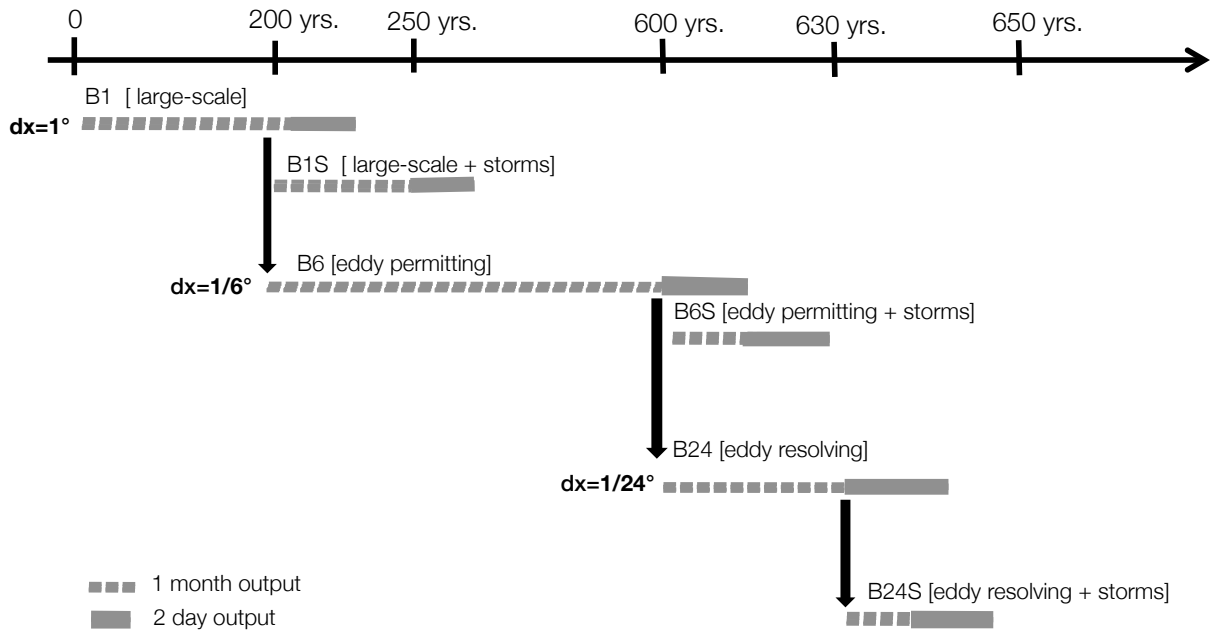 0
200 yrs.
250 yrs.
600 yrs.
630 yrs.
650 yrs.
B1 [ large-scale]
dx=1°
B1S [ large-scale + storms]
B6 [eddy permitting]
dx=1/6°
B6S [eddy permitting + storms]
B24 [eddy resolving]
dx=1/24°
1 month output
B24S [eddy resolving + storms]
2 day output